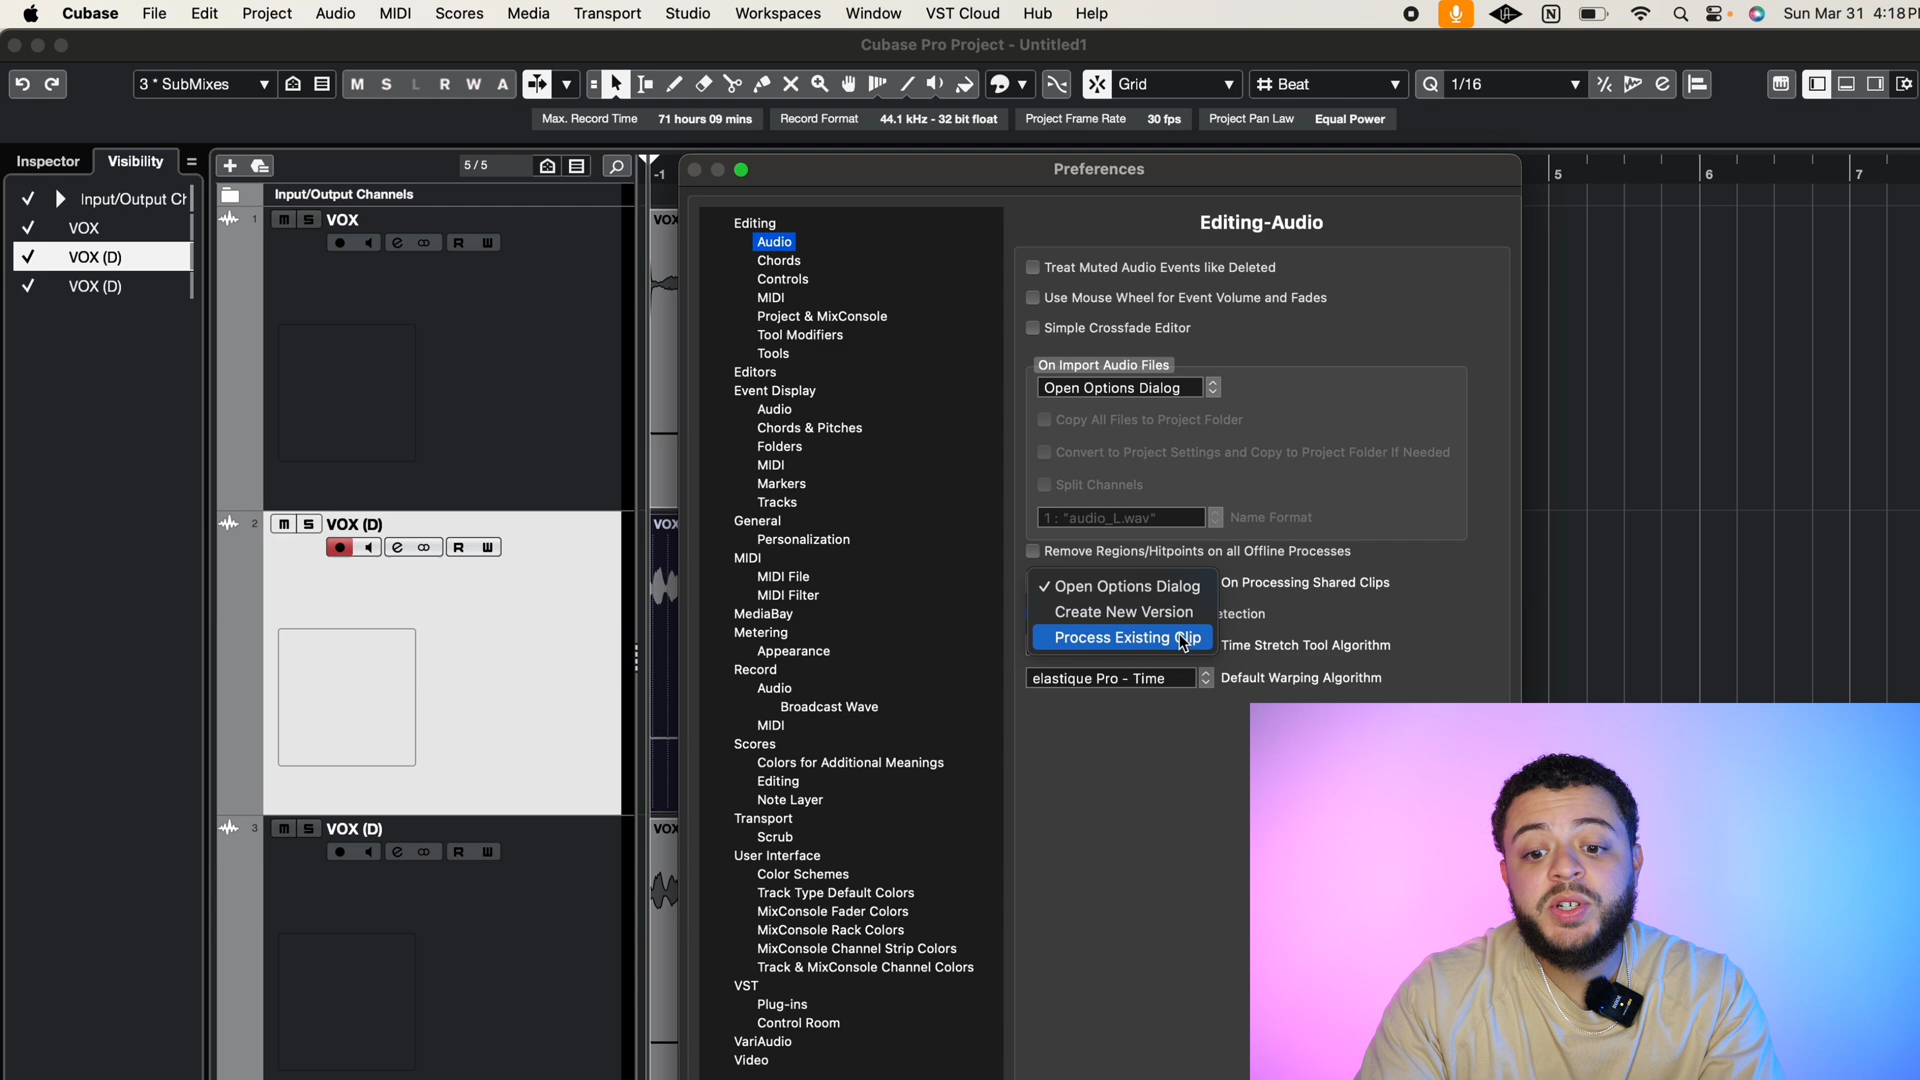 Cubase File Edit Project Audio MIDI Scores Media Transport Studio Workspaces Window VST Cloud Hub Help Sun Mar 31 4:18
Cubase Pro Project - Untitled1
3 * SubMixes M S L R W A Grid Beat Q 1/16
Max. Record Time 71 hours 09 mins Record Format 44.1 kHz - 32 bit float Project Frame Rate 30 fps Project Pan Law Equal Power
Inspector Visibility
5/5
-1
5 6 7
Input/Output Ch
VOX
VOX (D)
VOX (D)
Input/Output Channels
1 m S VOX
R W
VOX
2 m S VOX (D)
R W
VOX
3 m S VOX (D)
R W
VOX
Preferences
Editing
Audio
Chords
Controls
MIDI
Project & MixConsole
Tool Modifiers
Tools
Editors
Event Display
Audio
Chords & Pitches
Folders
MIDI
Markers
Tracks
General
Personalization
MIDI
MIDI File
MIDI Filter
MediaBay
Metering
Appearance
Record
Audio
Broadcast Wave
MIDI
Scores
Colors for Additional Meanings
Editing
Note Layer
Transport
Scrub
User Interface
Color Schemes
Track Type Default Colors
MixConsole Fader Colors
MixConsole Rack Colors
MixConsole Channel Strip Colors
Track & MixConsole Channel Colors
VST
Plug-ins
Control Room
VariAudio
Video
Editing-Audio
Treat Muted Audio Events like Deleted
Use Mouse Wheel for Event Volume and Fades
Simple Crossfade Editor
On Import Audio Files
Open Options Dialog
Copy All Files to Project Folder
Convert to Project Settings and Copy to Project Folder If Needed
Split Channels
1 : "audio_L.wav" Name Format
Remove Regions/Hitpoints on all Offline Processes
✓ Open Options Dialog On Processing Shared Clips
Create New Version etection
Process Existing Clip Time Stretch Tool Algorithm
elastique Pro - Time Default Warping Algorithm